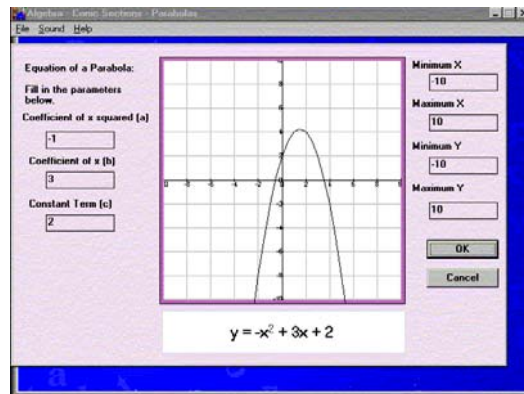 Algebra - Conic Sections - Parabolas
File Sound Help
Equation of a Parabola:
Fill in the parameters
below.
Coefficient of x squared (a)
-1
Coefficient of x (b)
3
Constant Term (c)
2
Minimum X
-10
Maximum X
10
Minimum Y
-10
Maximum Y
10
OK
Cancel
y = -x² + 3x + 2